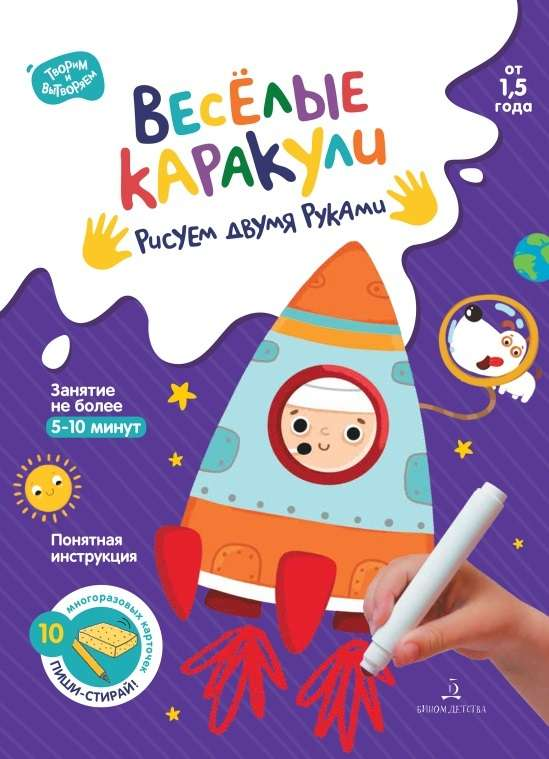 Творим и
вытворяем
от
1,5
года
Весёлые
каракули
Рисуем двумя руками
Занятие
не более
5-10 минут
Понятная
инструкция
10
многоразовых карточек
ПИШИ-СТИРАЙ!
БИНОМ ДЕТСТВА